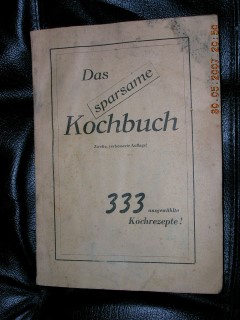 Das
sparsame
Kochbuch
333 ausgewählte
Kochrezepte!
30.05.2007 20:50